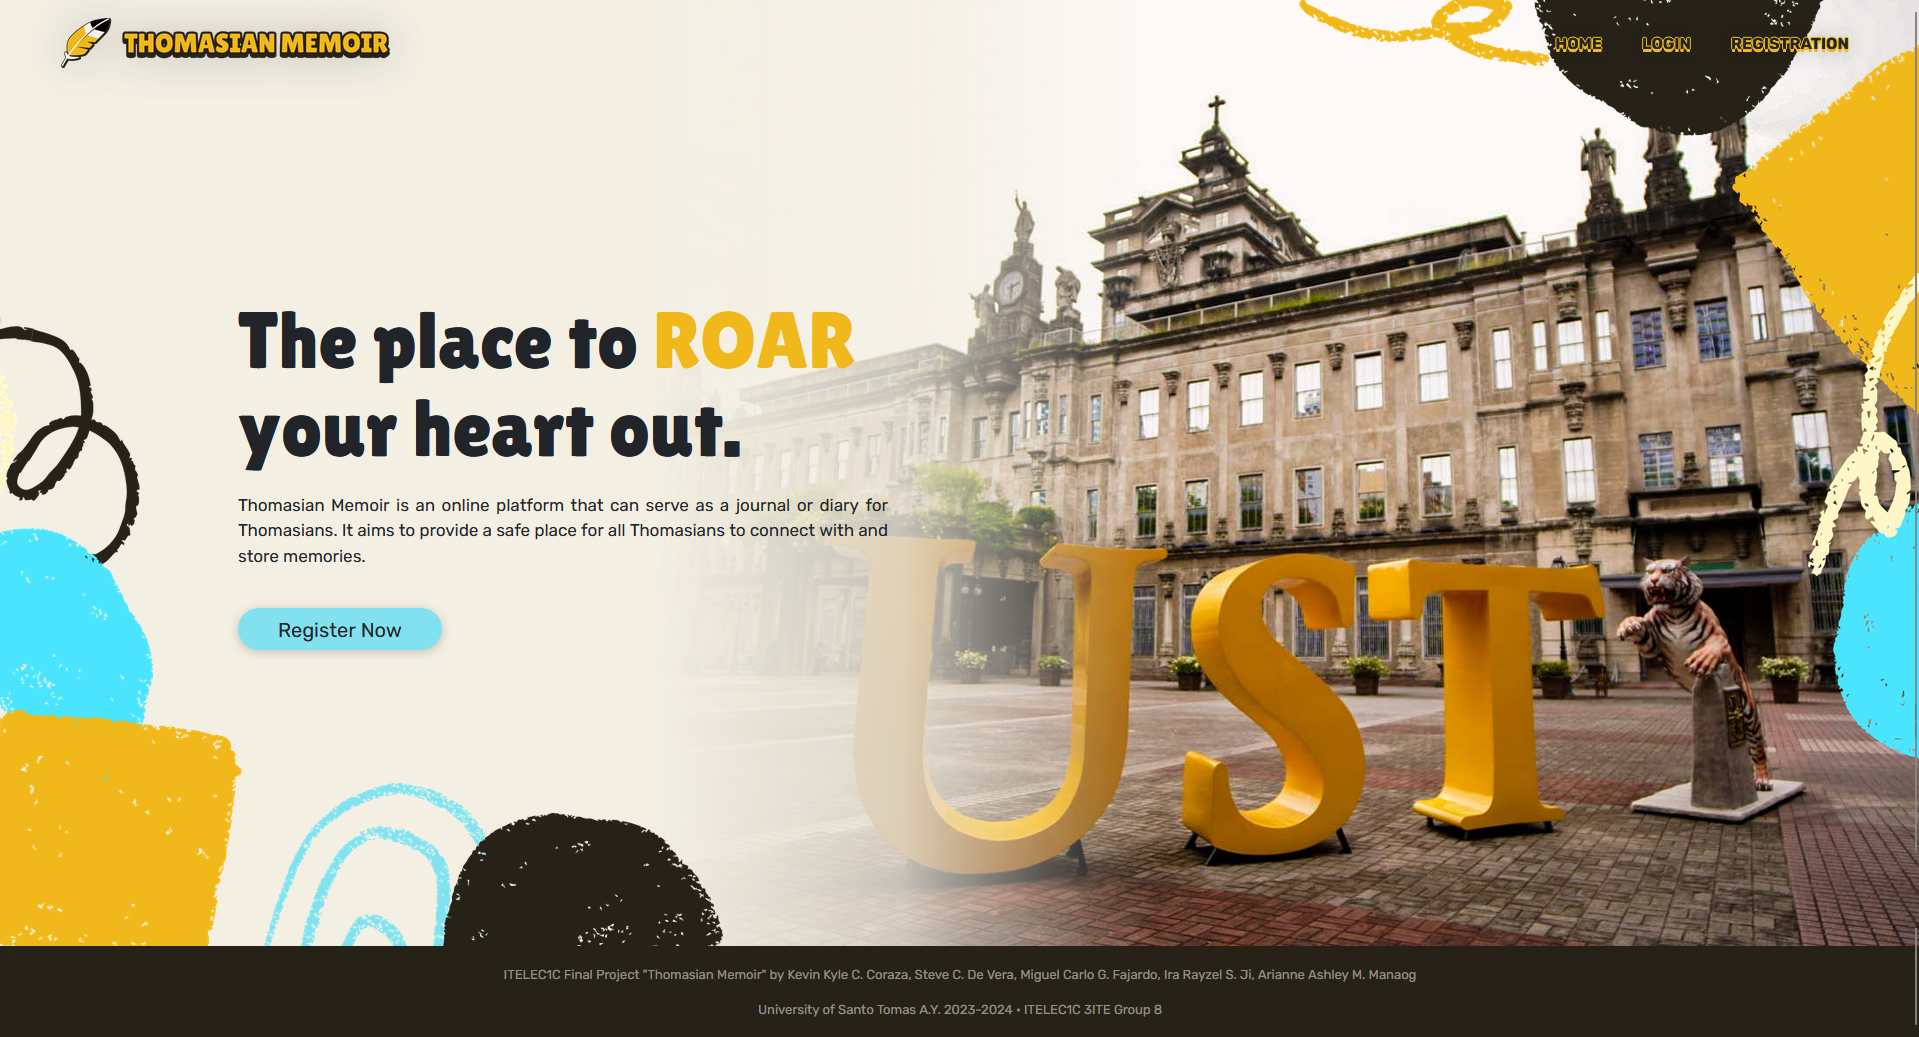 THOMASIAN MEMOIR
HOME LOGIN REGISTRATION
The place to ROAR
your heart out.
Thomasian Memoir is an online platform that can serve as a journal or diary for
Thomasians. It aims to provide a safe place for all Thomasians to connect with and
store memories.
Register Now
UST
ITELEC1C Final Project "Thomasian Memoir" by Kevin Kyle C. Coraza, Steve C. De Vera, Miguel Carlo G. Fajardo, Ira Rayzel S. Ji, Arianne Ashley M. Manaog
University of Santo Tomas A.Y. 2023-2024 • ITELEC1C 3ITE Group 8